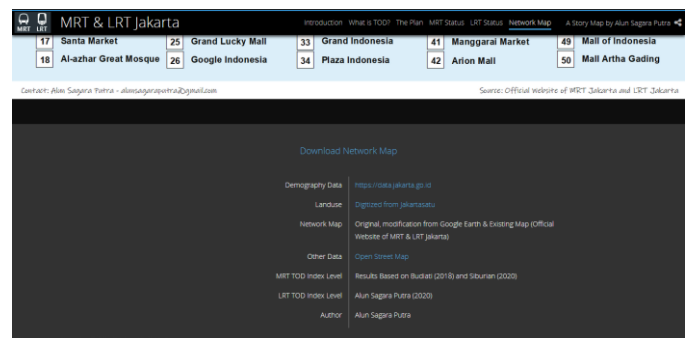 MRT LRT MRT & LRT Jakarta Introduction What is TOD? The Plan MRT Status LRT Status Network Map A Story Map by Alun Sagara Putra
17 Santa Market 25 Grand Lucky Mall 33 Grand Indonesia 41 Manggarai Market 49 Mall of Indonesia
18 Al-azhar Great Mosque 26 Google Indonesia 34 Plaza Indonesia 42 Arion Mall 50 Mall Artha Gading
Contact: Alun Sagara Putra - alunsagaraputra@gmail.com Source: Official Website of MRT Jakarta and LRT Jakarta
Download Network Map
Demography Data https://data.jakarta.go.id
Landuse Digitized from Jakartasatu
Network Map Original, modification from Google Earth & Existing Map (Official
Website of MRT & LRT Jakarta)
Other Data Open Street Map
MRT TOD Index Level Results Based on Budiati (2018) and Siburian (2020)
LRT TOD Index Level Alun Sagara Putra (2020)
Author Alun Sagara Putra